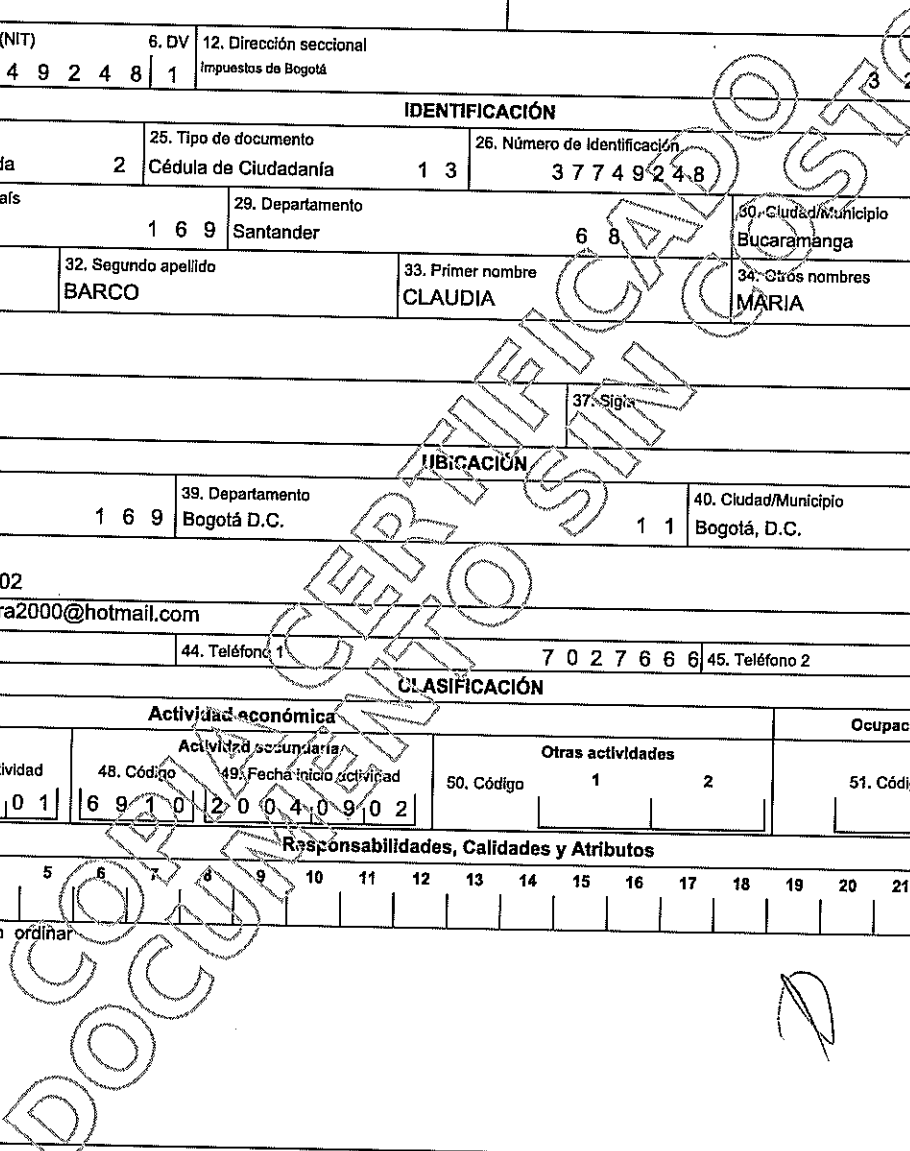 (NIT) 6. DV 12. Dirección seccional
4 9 2 4 8 1 Impuestos de Bogotá 3 2
IDENTIFICACIÓN
25. Tipo de documento 26. Número de Identificación
da 2 Cédula de Ciudadanía 1 3 3 7 7 4 9 2 4 8
aís 29. Departamento 30. Ciudad/Municipio
1 6 9 Santander 6 8 Bucaramanga
32. Segundo apellido 33. Primer nombre 34. Otros nombres
BARCO CLAUDIA MARIA
37. Sigla
UBICACIÓN
39. Departamento 40. Ciudad/Municipio
1 6 9 Bogotá D.C. 1 1 Bogotá, D.C.
02
ra2000@hotmail.com
44. Teléfono 1 7 0 2 7 6 6 6 45. Teléfono 2
CLASIFICACIÓN
Actividad económica Ocupac
Actividad secundaria Otras actividades
ividad 48. Código 49. Fecha inicio actividad 50. Código 1 2 51. Códi
0 1 6 9 1 0 2 0 0 4 0 9 0 2
Responsabilidades, Calidades y Atributos
5 6 7 8 9 10 11 12 13 14 15 16 17 18 19 20 21
n ordinar
COPIA CERTIFICADO
DOCUMENTO SIN COSTO